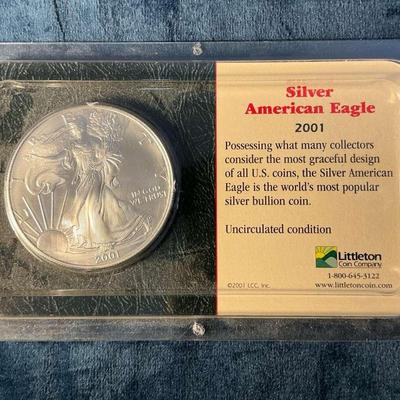 LIBERTY
IN GOD
WE TRUST
2001
Silver
American Eagle
2001
Possessing what many collectors
consider the most graceful design
of all U.S. coins, the Silver American
Eagle is the world's most popular
silver bullion coin.
Uncirculated condition
Littleton
Coin Company
1-800-645-3122
©2001 LCC, Inc.
www.littletoncoin.com